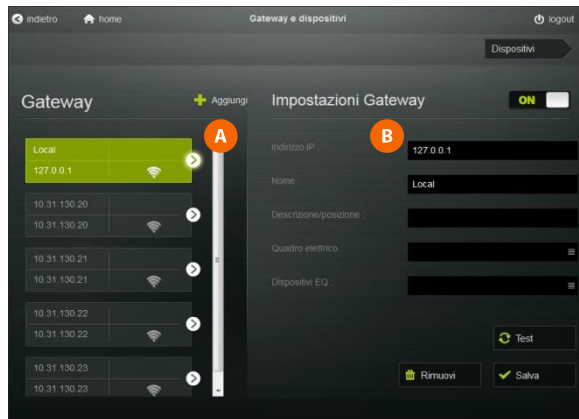 indietro
home
Gateway e dispositivi
logout
Dispositivi
Gateway
Aggiungi
A
Local
127.0.0.1
10.31.130.20
10.31.130.20
10.31.130.21
10.31.130.21
10.31.130.22
10.31.130.22
10.31.130.23
10.31.130.23
Impostazioni Gateway
ON
B
Indirizzo IP : 127.0.0.1
Nome : Local
Descrizione/posizione :
Quadro elettrico :
Dispositivi EQ :
Test
Rimuovi
Salva